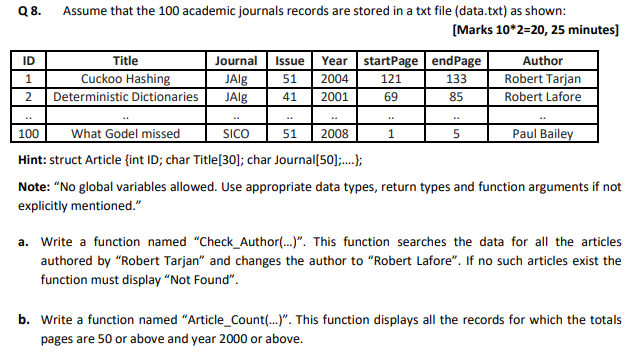 Q 8. Assume that the 100 academic journals records are stored in a txt file (data.txt) as shown:
[Marks 10*2=20, 25 minutes]
ID Title Journal Issue Year startPage endPage Author
1 Cuckoo Hashing JAlg 51 2004 121 133 Robert Tarjan
2 Deterministic Dictionaries JAlg 41 2001 69 85 Robert Lafore
.. .. .. .. .. .. ..
100 What Godel missed SICO 51 2008 1 5 Paul Bailey
Hint: struct Article {int ID; char Title[30]; char Journal[50];....};
Note: “No global variables allowed. Use appropriate data types, return types and function arguments if not
explicitly mentioned.”
a. Write a function named “Check_Author(…)”. This function searches the data for all the articles
authored by “Robert Tarjan” and changes the author to “Robert Lafore”. If no such articles exist the
function must display “Not Found”.
b. Write a function named “Article_Count(…)”. This function displays all the records for which the totals
pages are 50 or above and year 2000 or above.